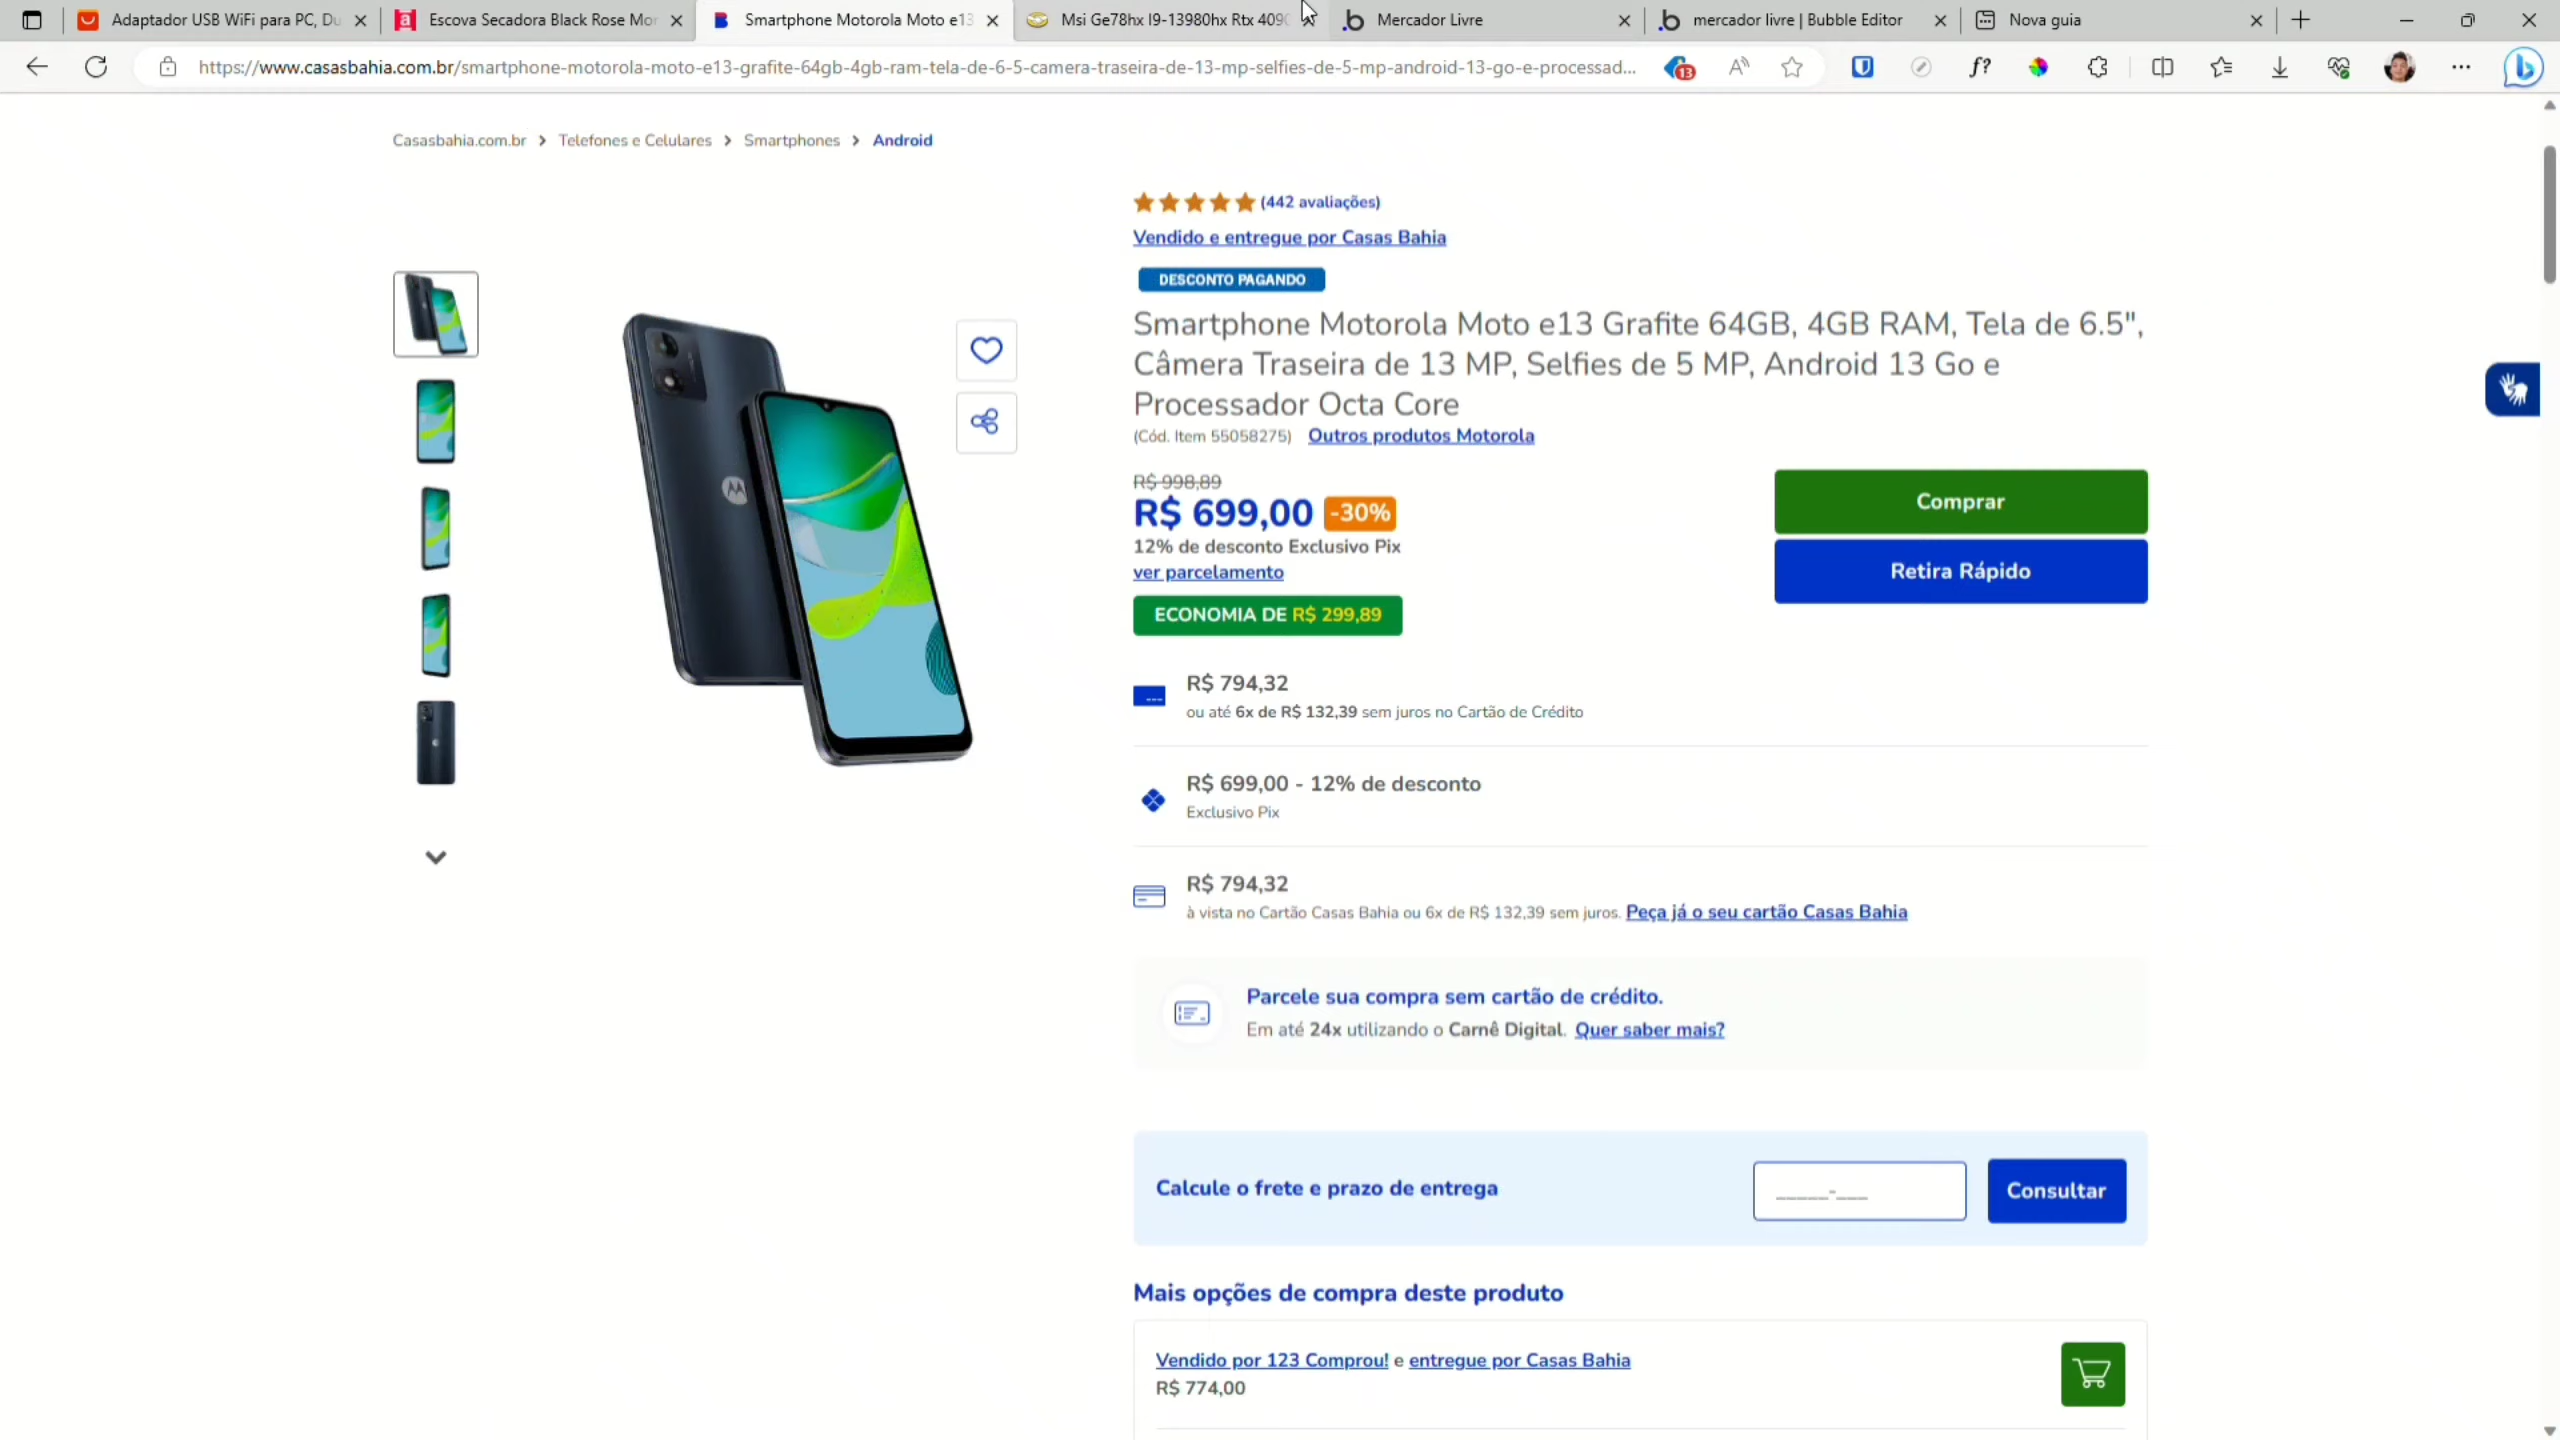 Adaptador USB WiFi para PC, Du
Escova Secadora Black Rose Mor
Smartphone Motorola Moto e13
Msi Ge78hx I9-13980hx Rtx 4090
Mercador Livre
mercador livre | Bubble Editor
Nova guia
https://www.casasbahia.com.br/smartphone-motorola-moto-e13-grafite-64gb-4gb-ram-tela-de-6-5-camera-traseira-de-13-mp-selfies-de-5-mp-android-13-go-e-processad...
13
Casasbahia.com.br > Telefones e Celulares > Smartphones > Android
(442 avaliações)
Vendido e entregue por Casas Bahia
DESCONTO PAGANDO
Smartphone Motorola Moto e13 Grafite 64GB, 4GB RAM, Tela de 6.5",
Câmera Traseira de 13 MP, Selfies de 5 MP, Android 13 Go e
Processador Octa Core
(Cód. Item 55058275) Outros produtos Motorola
R$ 998,89
R$ 699,00 -30%
12% de desconto Exclusivo Pix
ver parcelamento
ECONOMIA DE R$ 299,89
Comprar
Retira Rápido
R$ 794,32
ou até 6x de R$ 132,39 sem juros no Cartão de Crédito
R$ 699,00 - 12% de desconto
Exclusivo Pix
R$ 794,32
à vista no Cartão Casas Bahia ou 6x de R$ 132,39 sem juros. Peça já o seu cartão Casas Bahia
Parcele sua compra sem cartão de crédito.
Em até 24x utilizando o Carnê Digital. Quer saber mais?
Calcule o frete e prazo de entrega
_____-___
Consultar
Mais opções de compra deste produto
Vendido por 123 Comprou! e entregue por Casas Bahia
R$ 774,00